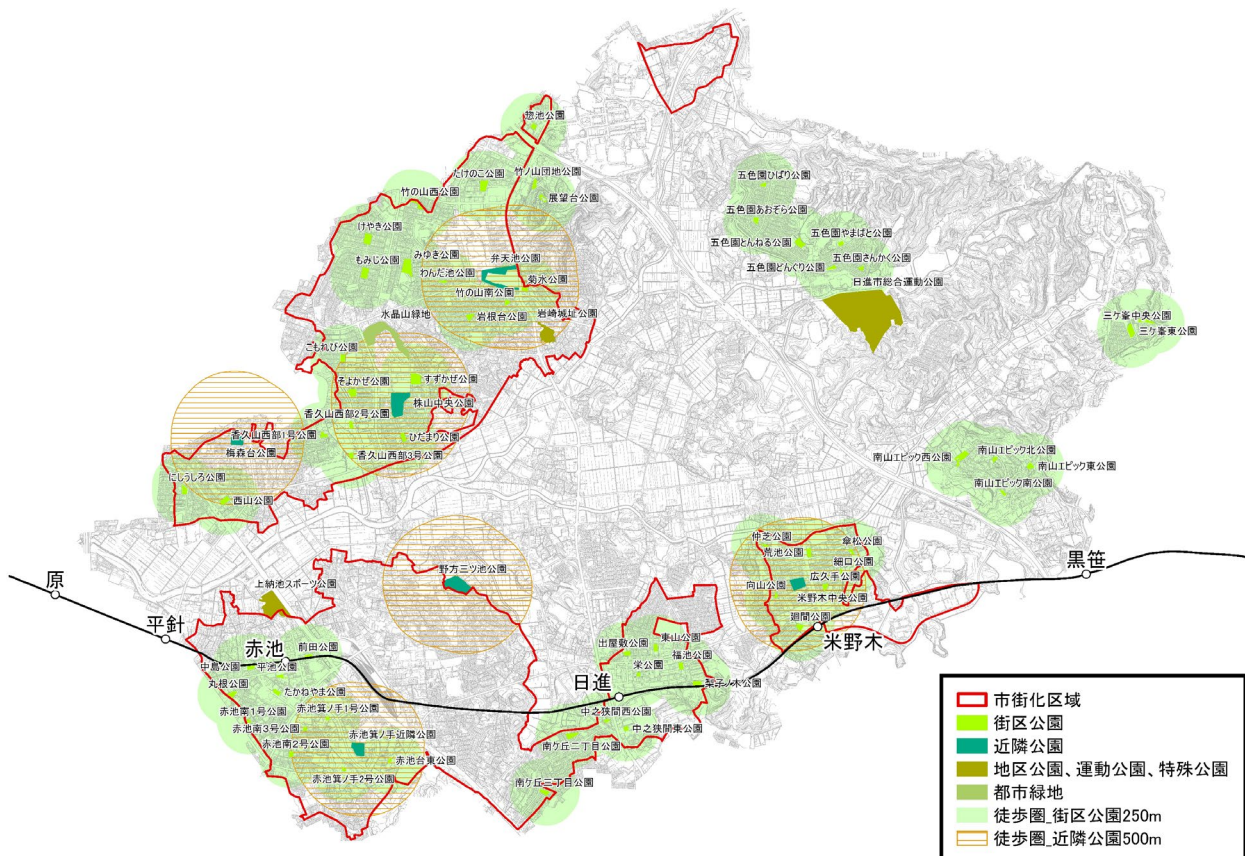 惣池公園
たけのこ公園
竹ノ山団地公園
竹の山西公園
展望台公園
五色園ひばり公園
けやき公園
五色園あおぞら公園
みゆき公園
弁天池公園
五色園とんねる公園
五色園やまばと公園
もみじ公園
わんだ池公園
菊水公園
五色園どんぐり公園
五色園さんかく公園
竹の山南公園
日進市総合運動公園
水晶山緑地
岩根台公園
岩崎城址公園
三ケ峯中央公園
三ケ峯東公園
こもれび公園
そよかぜ公園
すずかぜ公園
株山中央公園
香久山西部2号公園
香久山西部1号公園
ひだまり公園
梅森台公園
香久山西部3号公園
にしうしろ公園
西山公園
南山エピック西公園
南山エピック北公園
南山エピック東公園
南山エピック南公園
仲芝公園
傘松公園
荒池公園
細口公園
野方三ツ池公園
向山公園
広久手公園
米野木中央公園
黒笹
上納池スポーツ公園
原
平針
廻間公園
米野木
赤池
前田公園
出屋敷公園
東山公園
中島公園
平池公園
福池公園
栄公園
丸根公園
たかねやま公園
日進
梨子ノ木公園
赤池南1号公園
赤池箕ノ手1号公園
中之狭間西公園
赤池南3号公園
赤池箕ノ手近隣公園
中之狭間東公園
赤池南2号公園
南ケ丘二丁目公園
赤池台東公園
赤池箕ノ手2号公園
南ケ丘三丁目公園
市街化区域
街区公園
近隣公園
地区公園、運動公園、特殊公園
都市緑地
徒歩圏_街区公園250m
徒歩圏_近隣公園500m